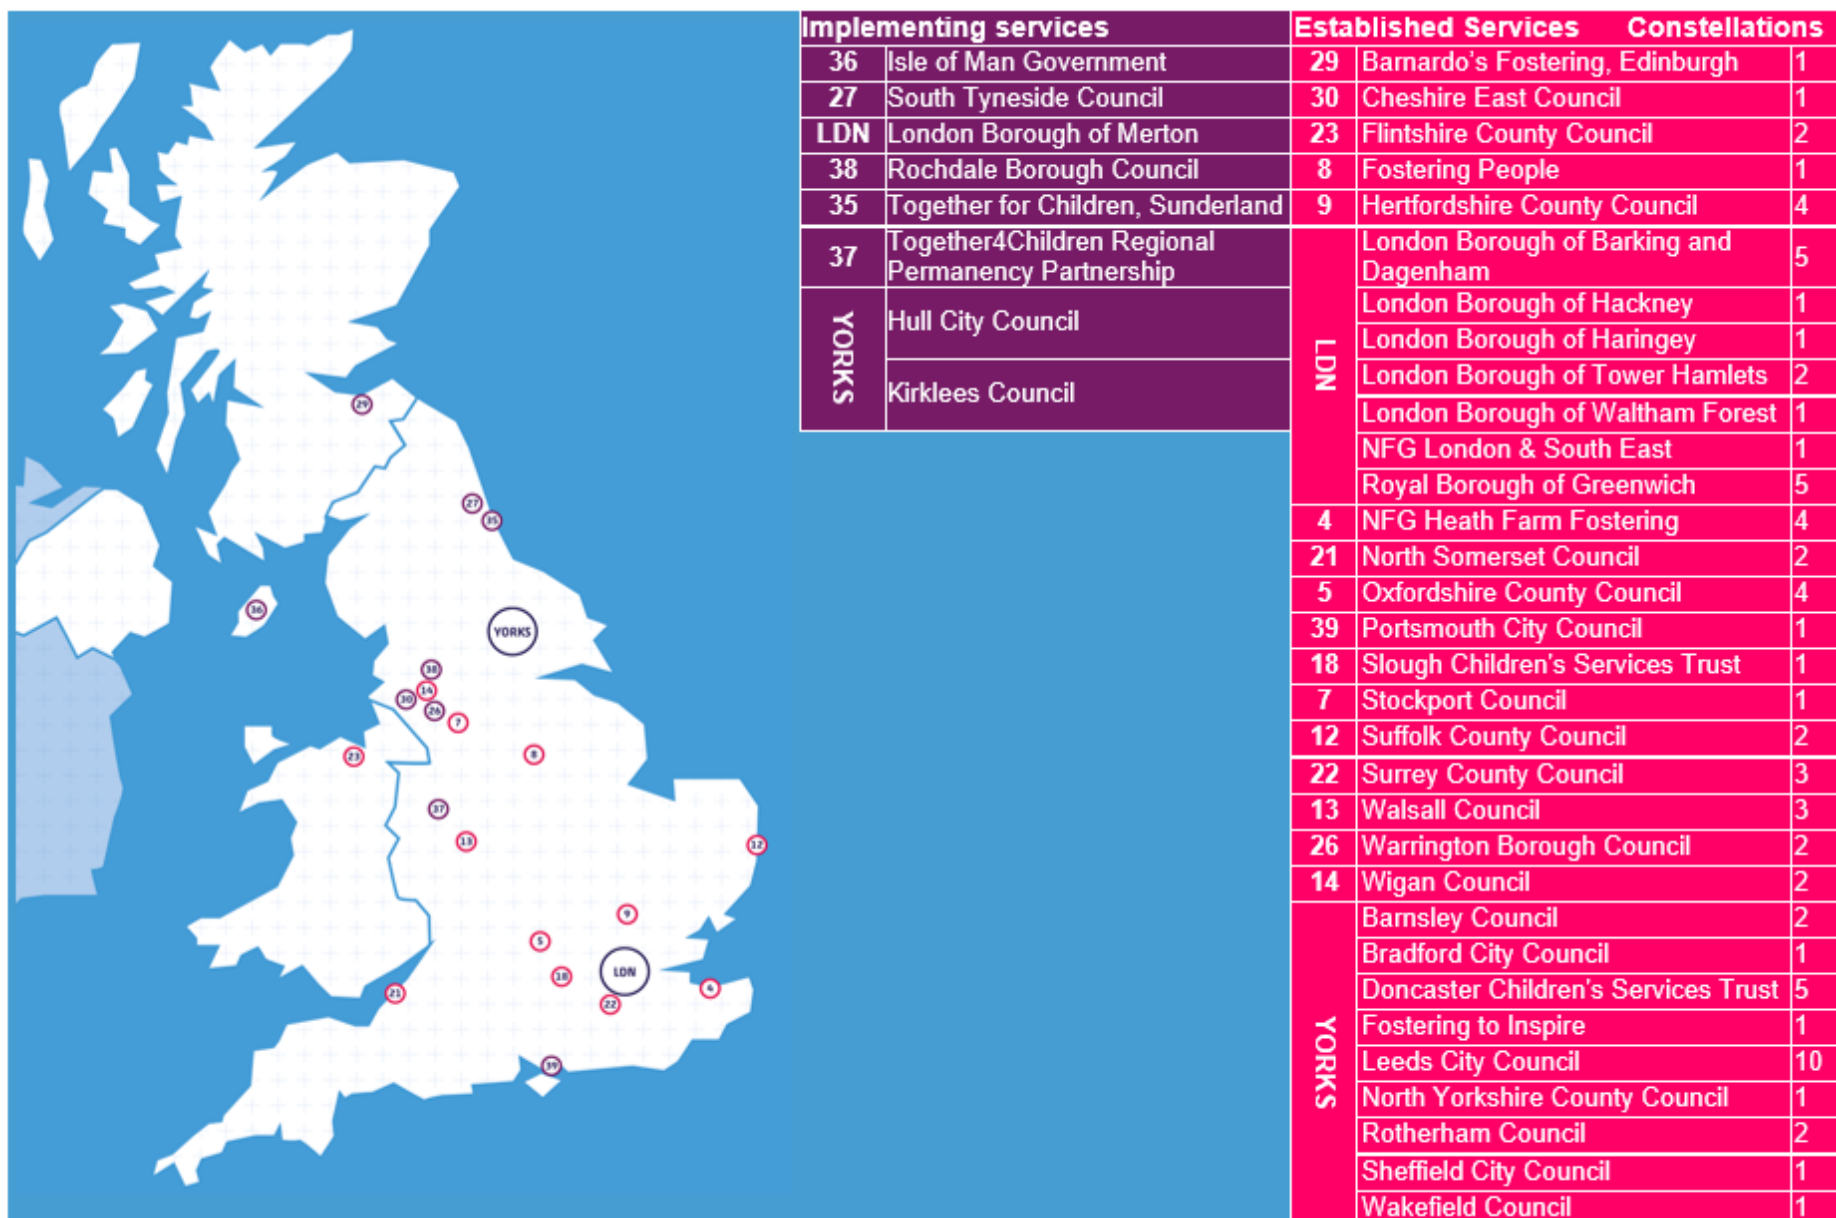 Implementing services
36 Isle of Man Government
27 South Tyneside Council
LDN London Borough of Merton
38 Rochdale Borough Council
35 Together for Children, Sunderland
37 Together4Children Regional
Permanency Partnership
YORKS
Hull City Council
Kirklees Council
Established Services Constellations
29 Barnardo's Fostering, Edinburgh 1
30 Cheshire East Council 1
23 Flintshire County Council 2
8 Fostering People 1
9 Hertfordshire County Council 4
LDN
London Borough of Barking and
Dagenham 5
London Borough of Hackney 1
London Borough of Haringey 1
London Borough of Tower Hamlets 2
London Borough of Waltham Forest 1
NFG London & South East 1
Royal Borough of Greenwich 5
4 NFG Heath Farm Fostering 4
21 North Somerset Council 2
5 Oxfordshire County Council 4
39 Portsmouth City Council 1
18 Slough Children's Services Trust 1
7 Stockport Council 1
12 Suffolk County Council 2
22 Surrey County Council 3
13 Walsall Council 3
26 Warrington Borough Council 2
14 Wigan Council 2
YORKS
Barnsley Council 2
Bradford City Council 1
Doncaster Children's Services Trust 5
Fostering to Inspire 1
Leeds City Council 10
North Yorkshire County Council 1
Rotherham Council 2
Sheffield City Council 1
Wakefield Council 1
29
27
35
36
YORKS
38
14
30
26
7
8
23
37
13
12
9
5
LDN
18
4
21
22
39